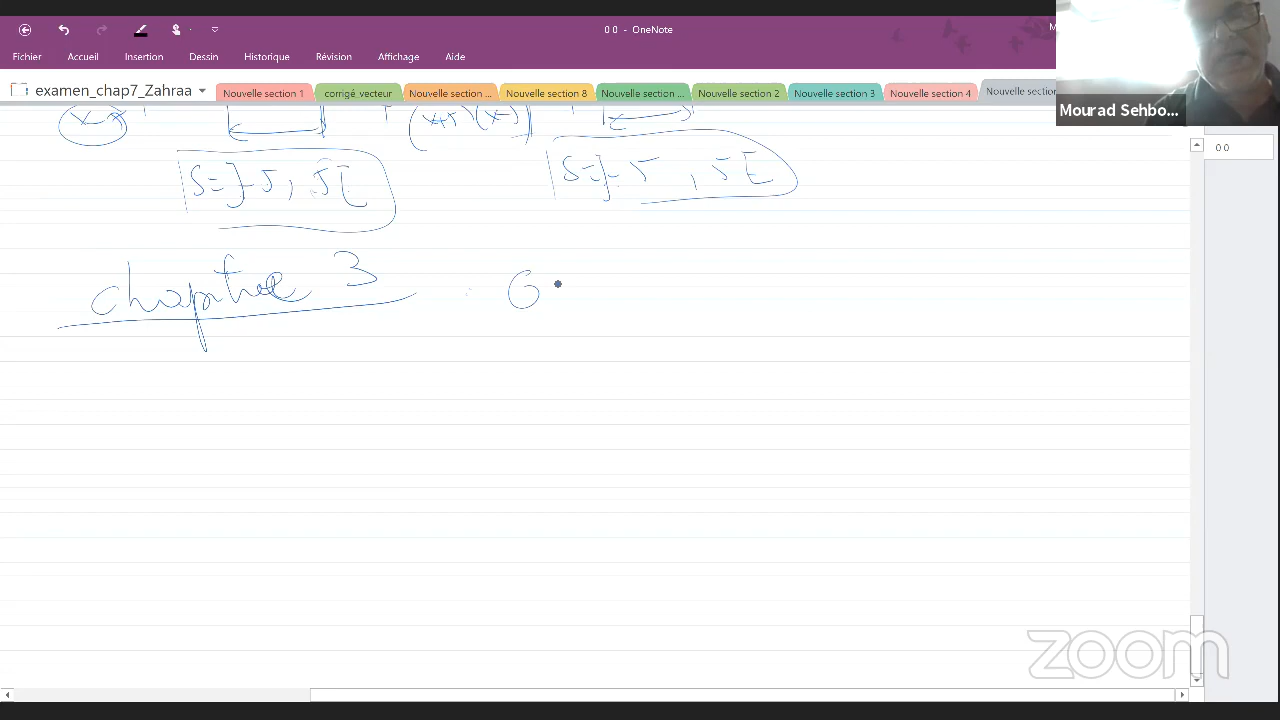 0 0 - OneNote
Fichier Accueil Insertion Dessin Historique Révision Affichage Aide
examen_chap7_Zahraa
Nouvelle section 1 corrigé, vecteur Nouvelle section ... Nouvelle section 8 Nouvelle section ... Nouvelle section 2 Nouvelle section 3 Nouvelle section 4 Nouvelle section
Mourad Sehbo...
0 0
S=]-5, 5[ S=]-5, 5[
chapitre 3 G
zoom